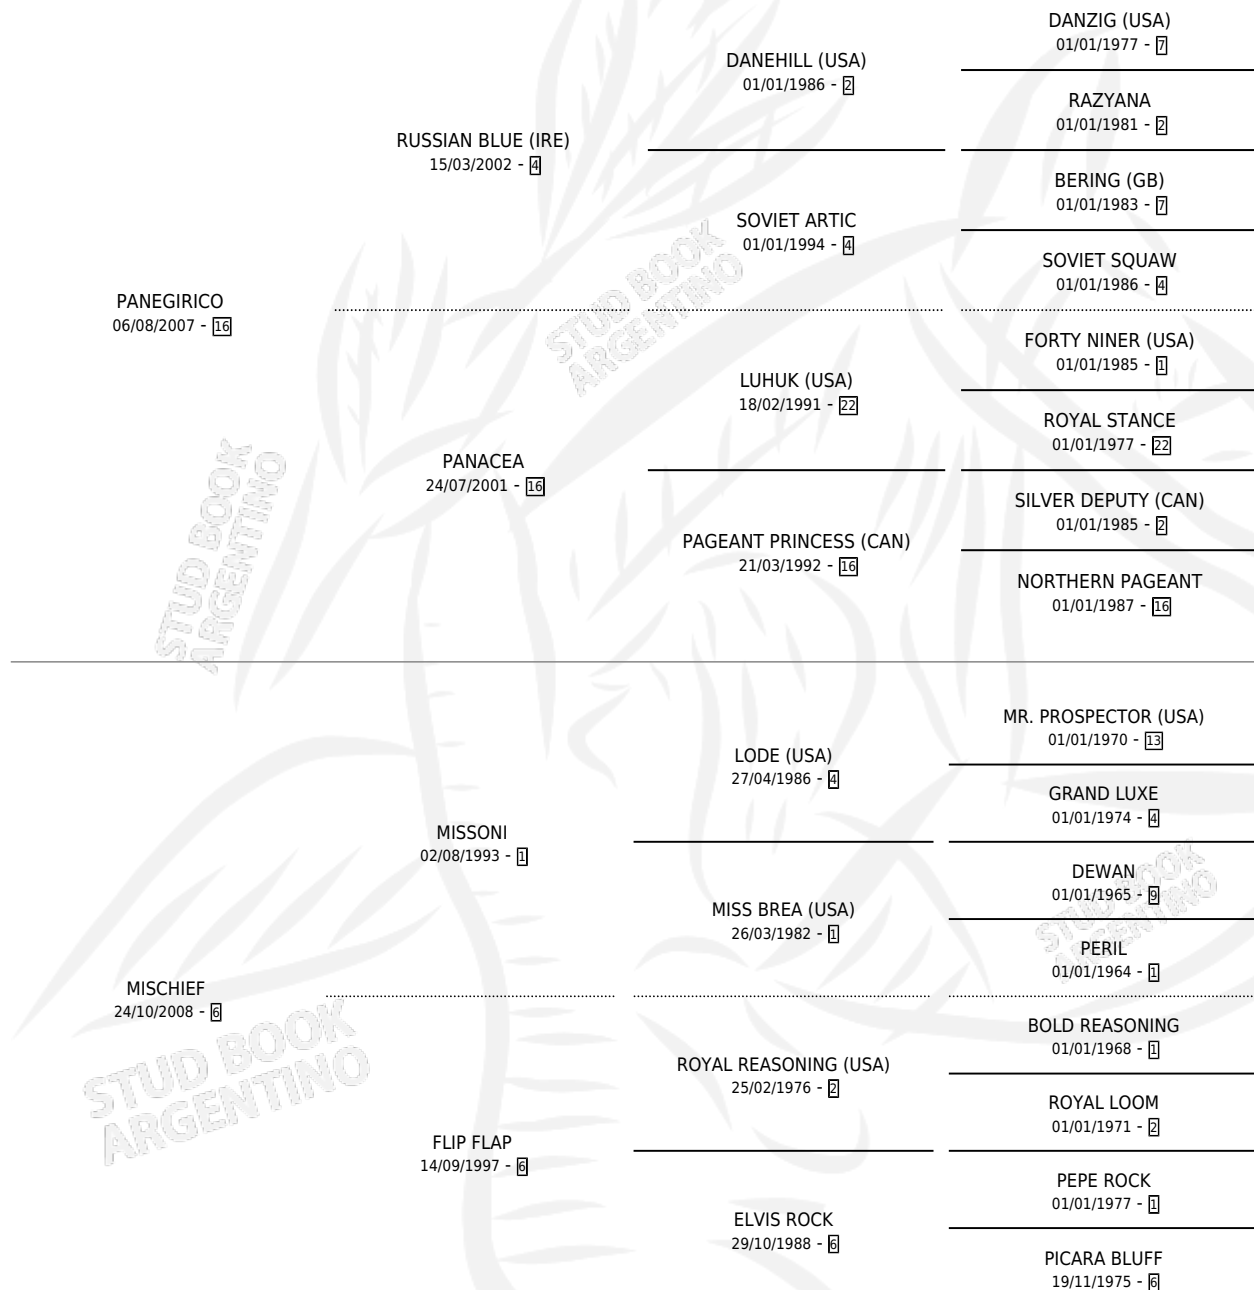 DANZIG (USA)
01/01/1977 - 7
DANEHILL (USA)
01/01/1986 - 2
RAZYANA
01/01/1981 - 2
RUSSIAN BLUE (IRE)
15/03/2002 - 4
BERING (GB)
01/01/1983 - 7
SOVIET ARTIC
01/01/1994 - 4
SOVIET SQUAW
01/01/1986 - 4
PANEGIRICO
06/08/2007 - 16
STUD BOOK
ARGENTINO
FORTY NINER (USA)
01/01/1985 - 1
LUHUK (USA)
18/02/1991 - 22
ROYAL STANCE
01/01/1977 - 22
PANACEA
24/07/2001 - 16
SILVER DEPUTY (CAN)
01/01/1985 - 2
PAGEANT PRINCESS (CAN)
21/03/1992 - 16
NORTHERN PAGEANT
01/01/1987 - 16
STUD BOOK
ARGENTINO
MR. PROSPECTOR (USA)
01/01/1970 - 13
LODE (USA)
27/04/1986 - 4
GRAND LUXE
01/01/1974 - 4
MISSONI
02/08/1993 - 1
DEWAN
01/01/1965 - 9
MISS BREA (USA)
26/03/1982 - 1
STUD BOOK
ARGENTINO
PERIL
01/01/1964 - 1
MISCHIEF
24/10/2008 - 6
STUD BOOK
ARGENTINO
BOLD REASONING
01/01/1968 - 1
ROYAL REASONING (USA)
25/02/1976 - 2
ROYAL LOOM
01/01/1971 - 2
FLIP FLAP
14/09/1997 - 6
PEPE ROCK
01/01/1977 - 1
ELVIS ROCK
29/10/1988 - 6
PICARA BLUFF
19/11/1975 - 6